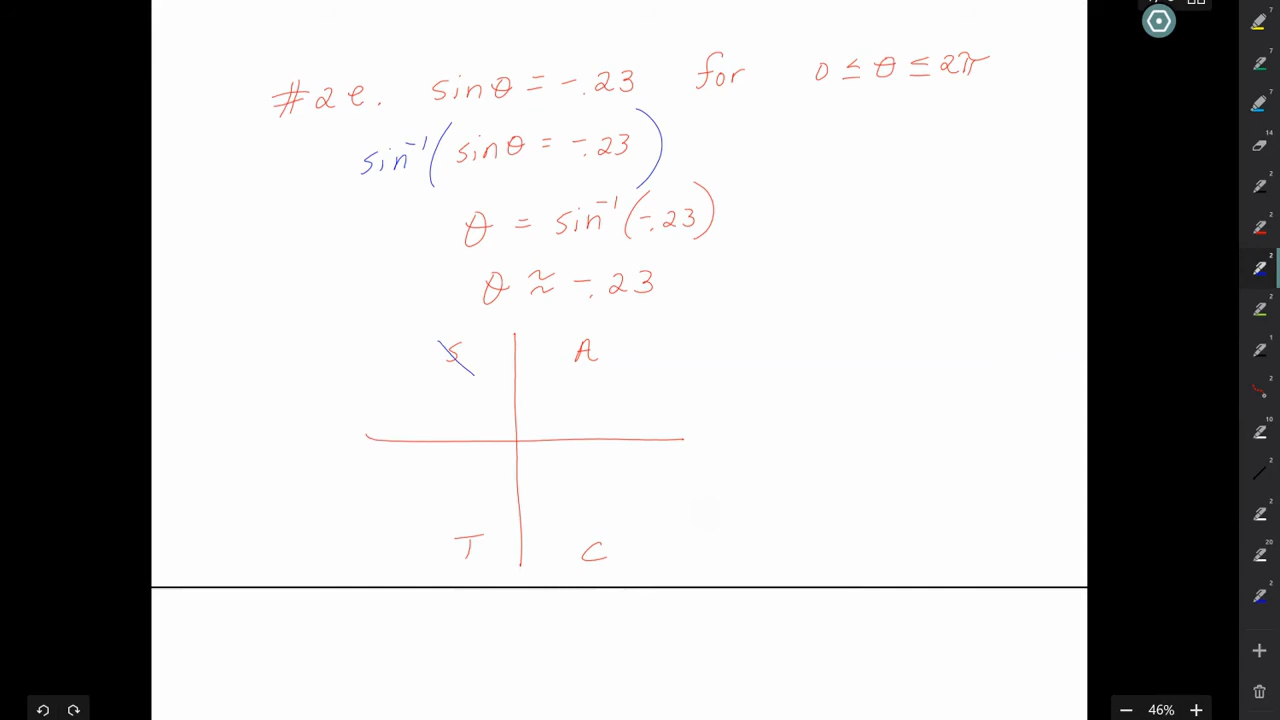 #2e. sinθ = -.23 for 0 ≤ θ ≤ 2π
sin⁻¹(sinθ = -.23)
θ = sin⁻¹(-.23)
θ ≈ -.23
S A
T C
46%